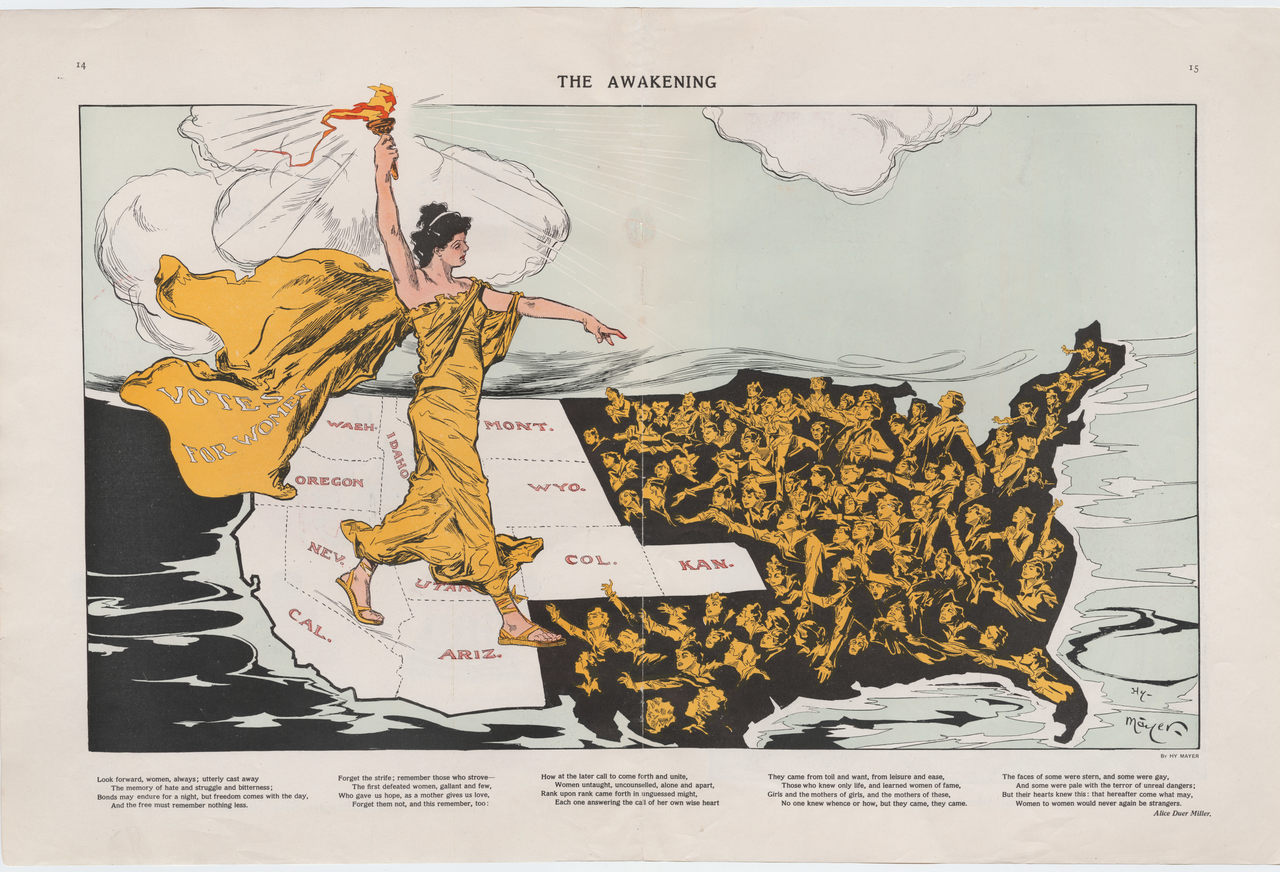 14
15
THE AWAKENING
VOTES
FOR WOMEN
WASH.
IDAHO
MONT.
OREGON
WYO.
NEV.
UTAH
COL.
KAN.
CAL.
ARIZ.
Hy-
Mayer
BY HY MAYER
Look forward, women, always; utterly cast away
The memory of hate and struggle and bitterness;
Bonds may endure for a night, but freedom comes with the day,
And the free must remember nothing less.
Forget the strife; remember those who strove—
The first defeated women, gallant and few,
Who gave us hope, as a mother gives us love,
Forget them not, and this remember, too:
How at the later call to come forth and unite,
Women untaught, uncounselled, alone and apart,
Rank upon rank came forth in unguessed might,
Each one answering the call of her own wise heart
They came from toil and want, from leisure and ease,
Those who knew only life, and learned women of fame,
Girls and the mothers of girls, and the mothers of these,
No one knew whence or how, but they came, they came.
The faces of some were stern, and some were gay,
And some were pale with the terror of unreal dangers;
But their hearts knew this: that hereafter come what may,
Women to women would never again be strangers.
Alice Duer Miller.